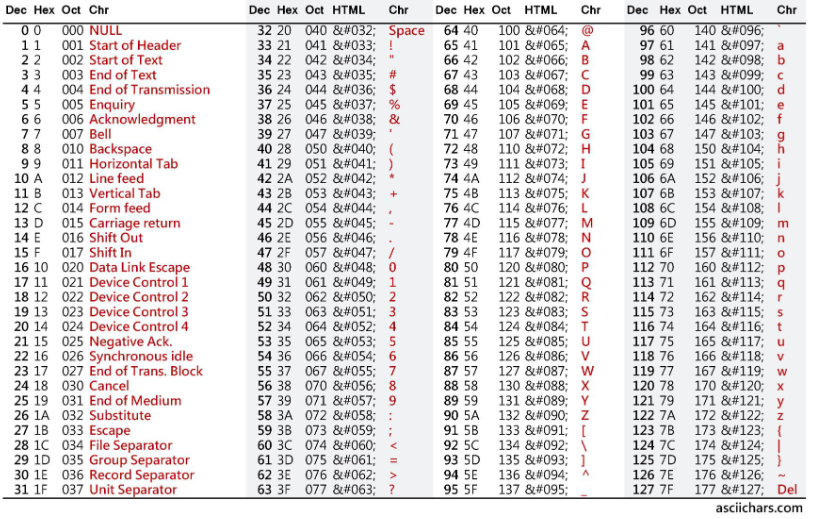 Dec Hex Oct Chr Dec Hex Oct HTML Chr Dec Hex Oct HTML Chr Dec Hex Oct HTML Chr
0 0 000 NULL 32 20 040 &#032; Space 64 40 100 &#064; @ 96 60 140 &#096; `
1 1 001 Start of Header 33 21 041 &#033; ! 65 41 101 &#065; A 97 61 141 &#097; a
2 2 002 Start of Text 34 22 042 &#034; " 66 42 102 &#066; B 98 62 142 &#098; b
3 3 003 End of Text 35 23 043 &#035; # 67 43 103 &#067; C 99 63 143 &#099; c
4 4 004 End of Transmission 36 24 044 &#036; $ 68 44 104 &#068; D 100 64 144 &#100; d
5 5 005 Enquiry 37 25 045 &#037; % 69 45 105 &#069; E 101 65 145 &#101; e
6 6 006 Acknowledgment 38 26 046 &#038; & 70 46 106 &#070; F 102 66 146 &#102; f
7 7 007 Bell 39 27 047 &#039; ' 71 47 107 &#071; G 103 67 147 &#103; g
8 8 010 Backspace 40 28 050 &#040; ( 72 48 110 &#072; H 104 68 150 &#104; h
9 9 011 Horizontal Tab 41 29 051 &#041; ) 73 49 111 &#073; I 105 69 151 &#105; i
10 A 012 Line feed 42 2A 052 &#042; * 74 4A 112 &#074; J 106 6A 152 &#106; j
11 B 013 Vertical Tab 43 2B 053 &#043; + 75 4B 113 &#075; K 107 6B 153 &#107; k
12 C 014 Form feed 44 2C 054 &#044; , 76 4C 114 &#076; L 108 6C 154 &#108; l
13 D 015 Carriage return 45 2D 055 &#045; - 77 4D 115 &#077; M 109 6D 155 &#109; m
14 E 016 Shift Out 46 2E 056 &#046; . 78 4E 116 &#078; N 110 6E 156 &#110; n
15 F 017 Shift In 47 2F 057 &#047; / 79 4F 117 &#079; O 111 6F 157 &#111; o
16 10 020 Data Link Escape 48 30 060 &#048; 0 80 50 120 &#080; P 112 70 160 &#112; p
17 11 021 Device Control 1 49 31 061 &#049; 1 81 51 121 &#081; Q 113 71 161 &#113; q
18 12 022 Device Control 2 50 32 062 &#050; 2 82 52 122 &#082; R 114 72 162 &#114; r
19 13 023 Device Control 3 51 33 063 &#051; 3 83 53 123 &#083; S 115 73 163 &#115; s
20 14 024 Device Control 4 52 34 064 &#052; 4 84 54 124 &#084; T 116 74 164 &#116; t
21 15 025 Negative Ack. 53 35 065 &#053; 5 85 55 125 &#085; U 117 75 165 &#117; u
22 16 026 Synchronous idle 54 36 066 &#054; 6 86 56 126 &#086; V 118 76 166 &#118; v
23 17 027 End of Trans. Block 55 37 067 &#055; 7 87 57 127 &#087; W 119 77 167 &#119; w
24 18 030 Cancel 56 38 070 &#056; 8 88 58 130 &#088; X 120 78 170 &#120; x
25 19 031 End of Medium 57 39 071 &#057; 9 89 59 131 &#089; Y 121 79 171 &#121; y
26 1A 032 Substitute 58 3A 072 &#058; : 90 5A 132 &#090; Z 122 7A 172 &#122; z
27 1B 033 Escape 59 3B 073 &#059; ; 91 5B 133 &#091; [ 123 7B 173 &#123; {
28 1C 034 File Separator 60 3C 074 &#060; < 92 5C 134 &#092; \ 124 7C 174 &#124; |
29 1D 035 Group Separator 61 3D 075 &#061; = 93 5D 135 &#093; ] 125 7D 175 &#125; }
30 1E 036 Record Separator 62 3E 076 &#062; > 94 5E 136 &#094; ^ 126 7E 176 &#126; ~
31 1F 037 Unit Separator 63 3F 077 &#063; ? 95 5F 137 &#095; _ 127 7F 177 &#127; Del
asciichars.com